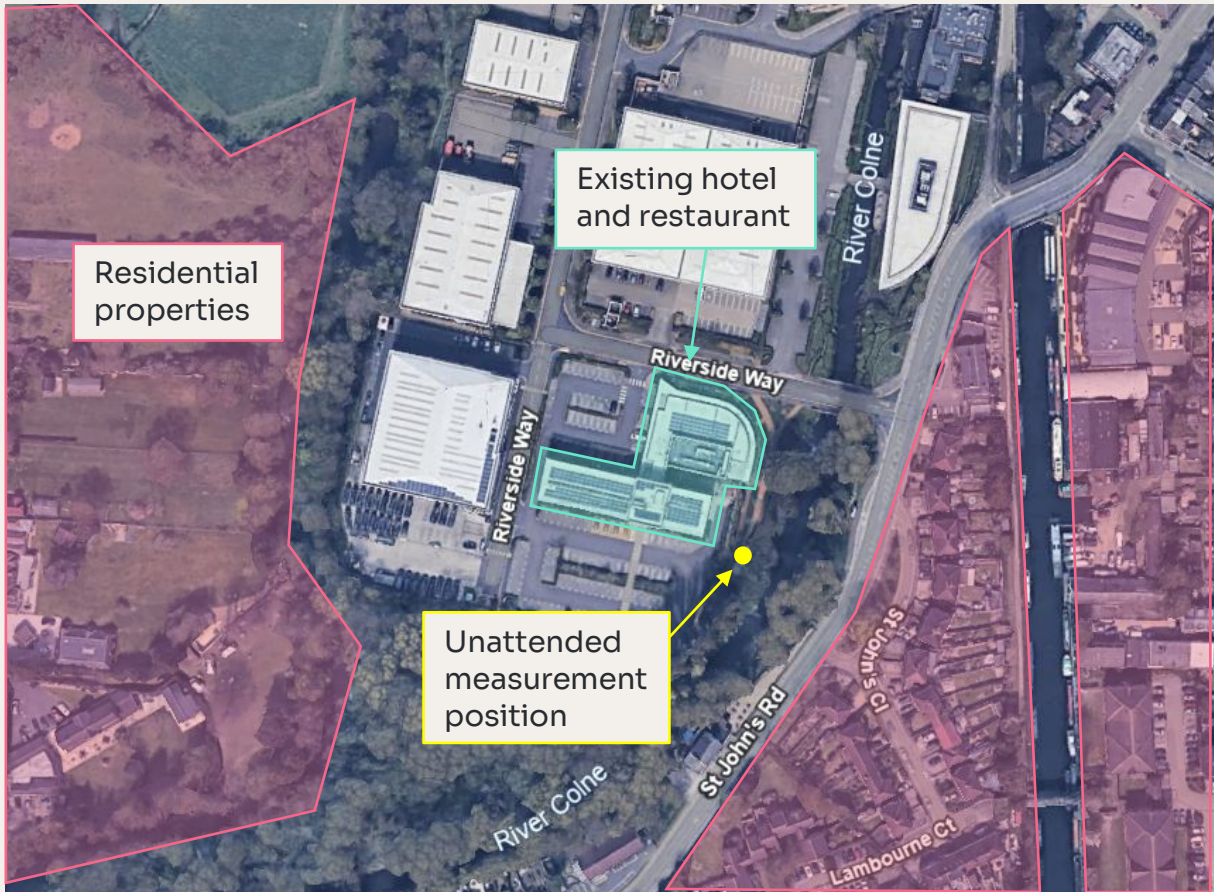 Existing hotel
and restaurant
River Colne
Residential
properties
Riverside Way
Riverside Way
Unattended
measurement
position
St John's Cl
St John's Rd
River Colne
Lambourne Ct